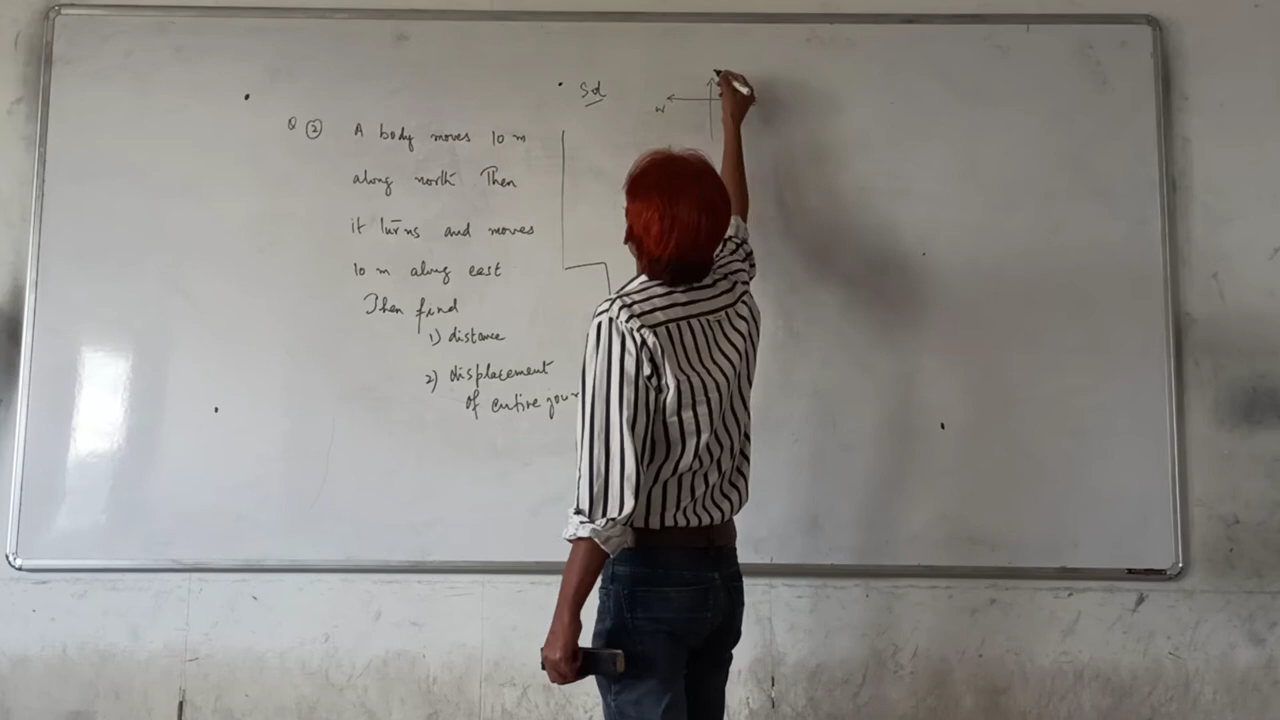 Q ② A body moves 10 m
along north Then
it turns and moves
10 m along east
Then find
1) distance
2) displacement
of entire jour
Sol
W